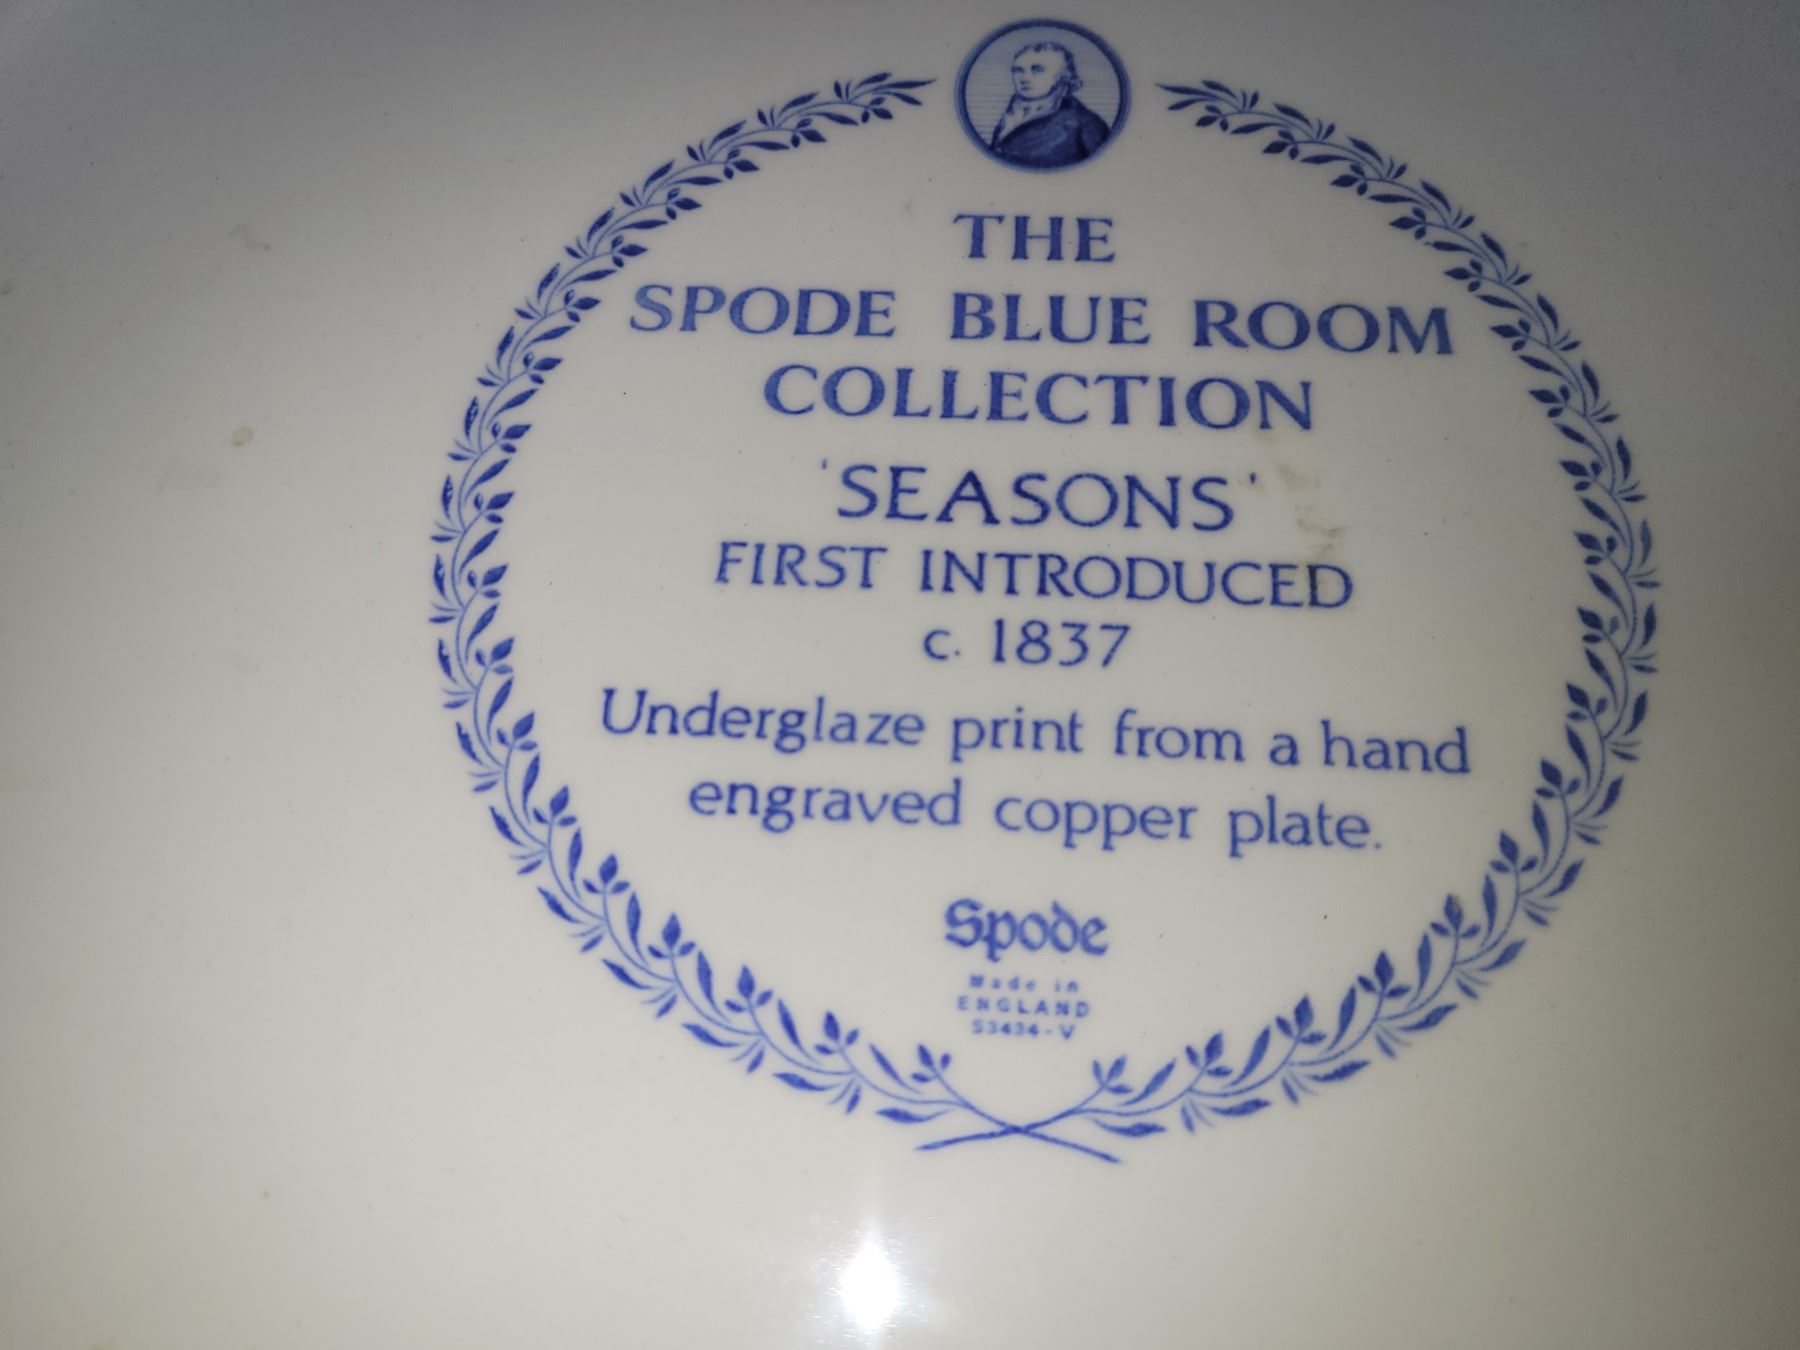 THE
SPODE BLUE ROOM
COLLECTION
'SEASONS'
FIRST INTRODUCED
c. 1837
Underglaze print from a hand
engraved copper plate.
Spode
Made in
ENGLAND
S3434-V